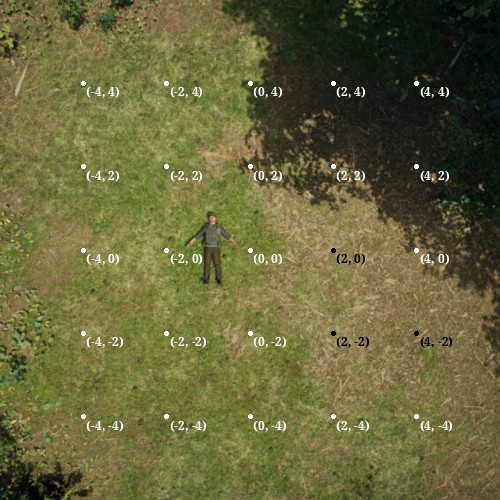 (-4, 4) (-2, 4) (0, 4) (2, 4) (4, 4)
(-4, 2) (-2, 2) (0, 2) (2, 2) (4, 2)
(-4, 0) (-2, 0) (0, 0) (2, 0) (4, 0)
(-4, -2) (-2, -2) (0, -2) (2, -2) (4, -2)
(-4, -4) (-2, -4) (0, -4) (2, -4) (4, -4)